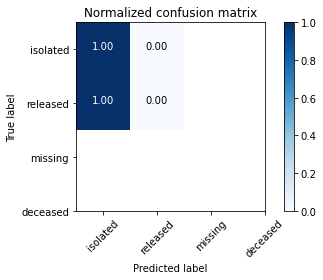 Normalized confusion matrix
True label
isolated 1.00 0.00
released 1.00 0.00
missing
deceased
isolated released missing deceased
Predicted label
1.0
0.8
0.6
0.4
0.2
0.0